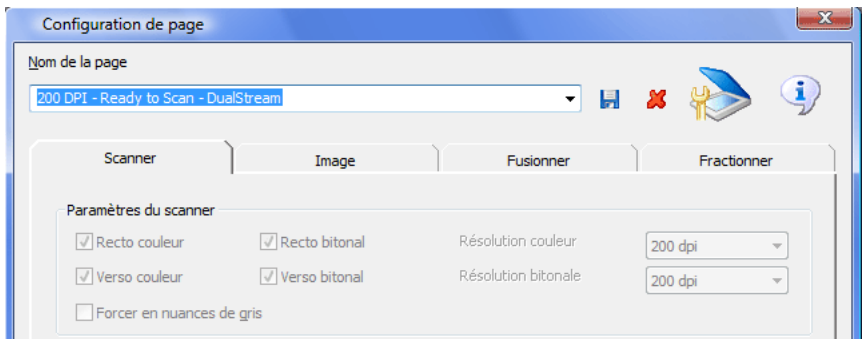 Configuration de page
Nom de la page
200 DPI - Ready to Scan - DualStream
Scanner Image Fusionner Fractionner
Paramètres du scanner
Recto couleur Recto bitonal Résolution couleur 200 dpi
Verso couleur Verso bitonal Résolution bitonale 200 dpi
Forcer en nuances de gris